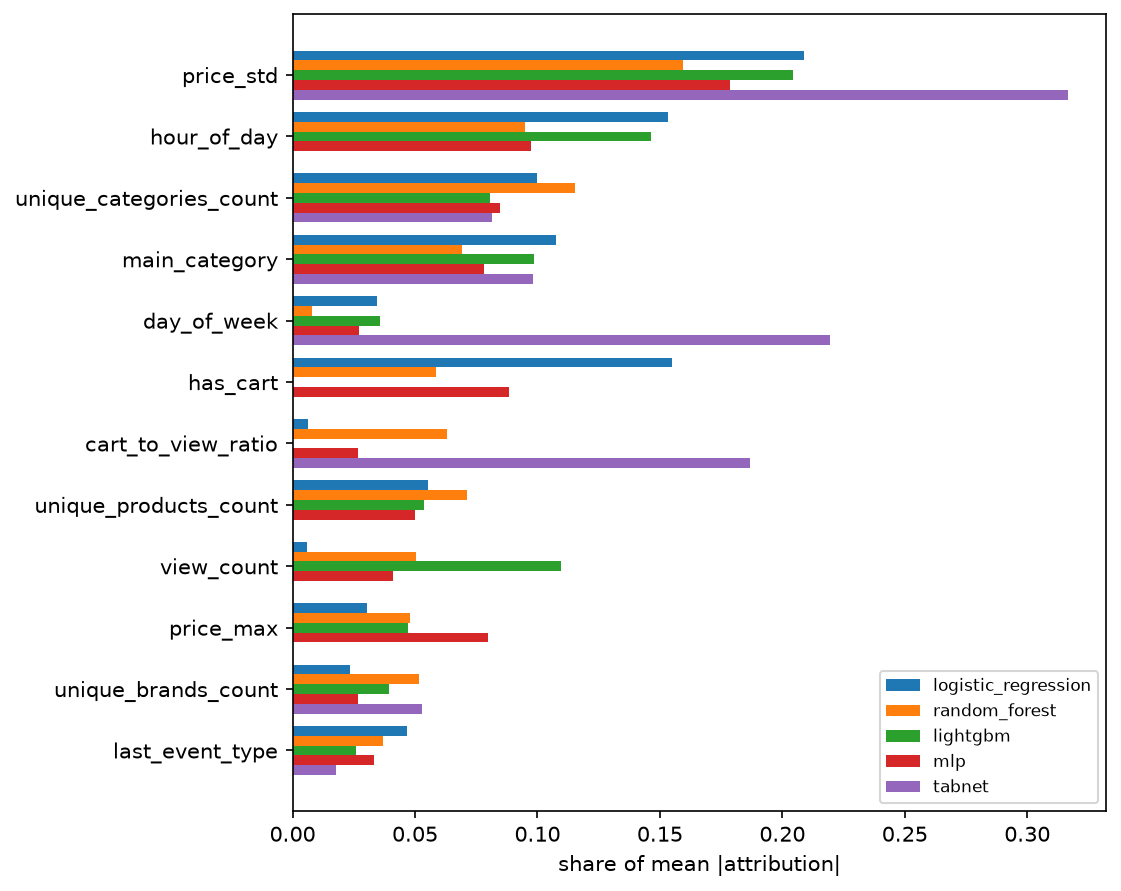 price_std
hour_of_day
unique_categories_count
main_category
day_of_week
has_cart
cart_to_view_ratio
unique_products_count
view_count
price_max
unique_brands_count
last_event_type
logistic_regression
random_forest
lightgbm
mlp
tabnet
0.00 0.05 0.10 0.15 0.20 0.25 0.30
share of mean |attribution|